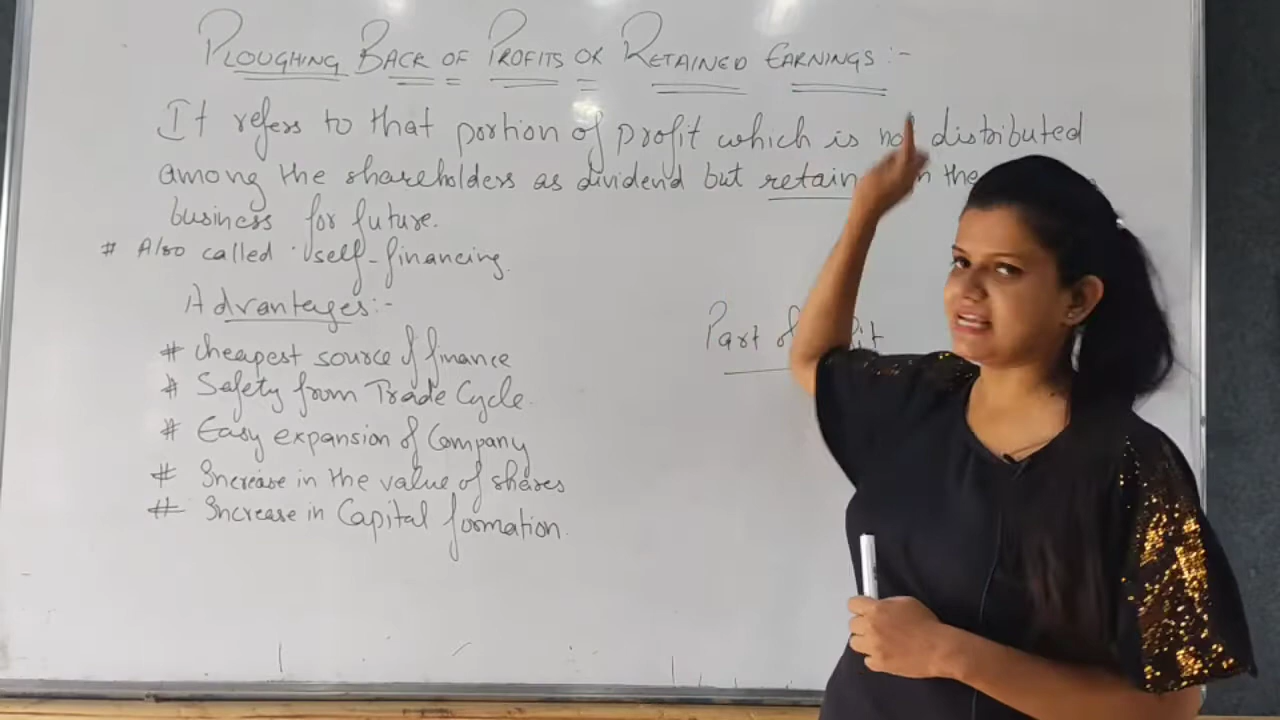 PLOUGHING BACK OF PROFITS OR RETAINED EARNINGS :-
It refers to that portion of profit which is not distributed
among the shareholders as dividend but retain the
business for future.
# Also called 'self-financing.
Advantages:-
Part of
# Cheapest source of finance
# Safety from Trade Cycle.
# Easy expansion of Company
# Increase in the value of shares
# Increase in Capital formation.